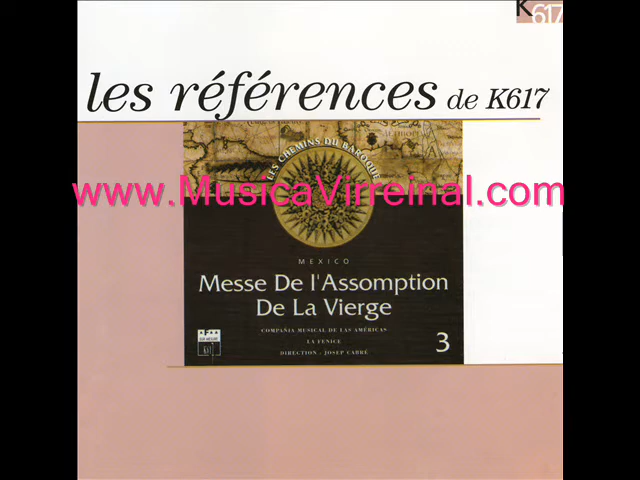 K617
les références de K617
LES CHEMINS DU BAROQUE
www.MusicaVirreinal.com
MEXICO
Messe De l'Assomption
De La Vierge
COMPAÑIA MUSICAL DE LAS AMÉRICAS
LA FENICE
3
DIRECTION : JOSEP CABRÉ